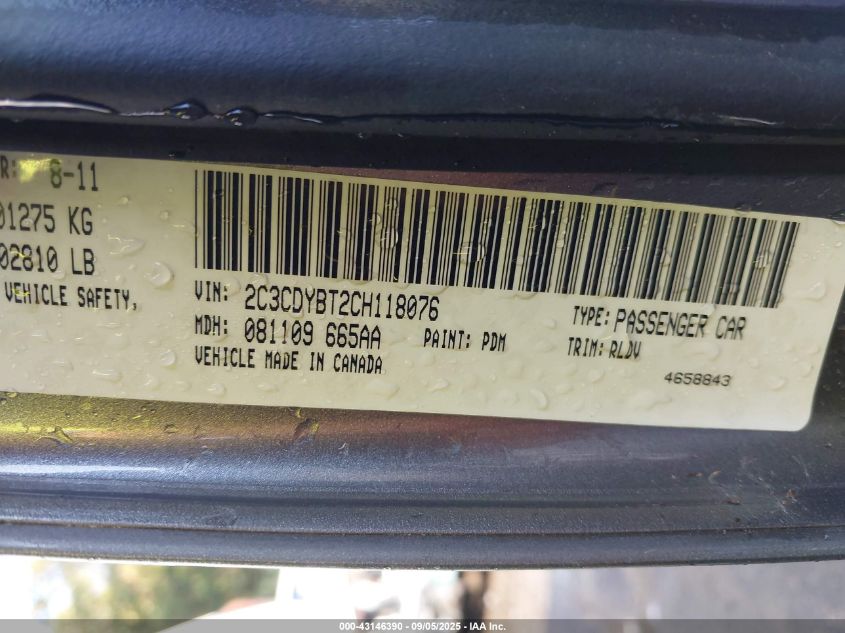 R: 8-11
01275 KG
02810 LB
VEHICLE SAFETY,
VIN: 2C3CDYBT2CH118076
MDH: 081109 665AA PAINT: PDM
VEHICLE MADE IN CANADA
TYPE: PASSENGER CAR
TRIM: RLDV
4658843
000-43146390 - 09/05/2025 - IAA Inc.